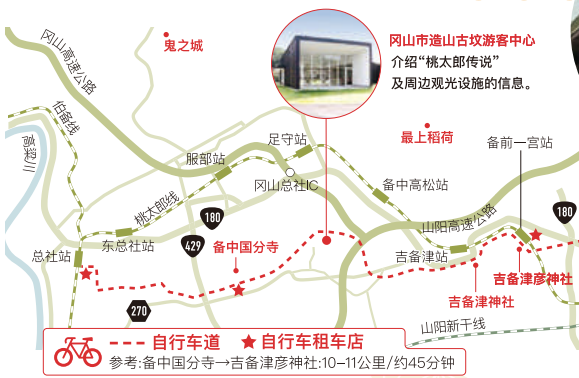 冈山市造山古坟游客中心
介绍“桃太郎传说”
及周边观光设施的信息。
鬼之城
冈山高速公路
伯备线
高梁川
服部站
足守站
最上稻荷
备前一宫站
桃太郎线
冈山总社IC
备中高松站
180
山阳高速公路
180
总社站
东总社站
429
备中国分寺
吉备津站
吉备津彦神社
吉备津神社
270
山阳新干线
自行车道
自行车租车店
参考:备中国分寺→吉备津彦神社:10–11公里/约45分钟